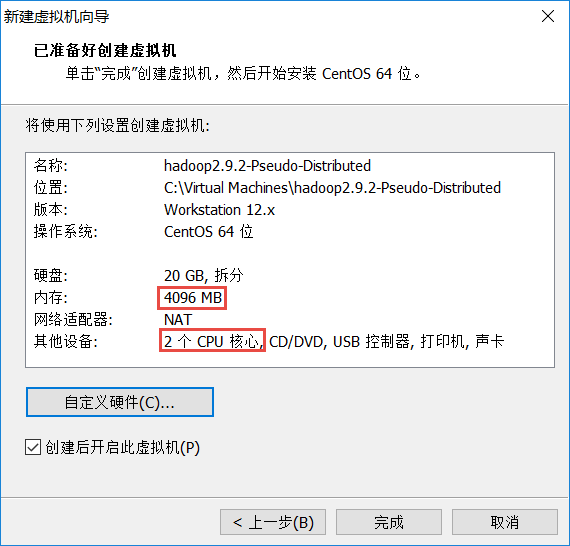 新建虚拟机向导
已准备好创建虚拟机
单击“完成”创建虚拟机，然后开始安装 CentOS 64 位。
将使用下列设置创建虚拟机:
名称: hadoop2.9.2-Pseudo-Distributed
位置: C:\Virtual Machines\hadoop2.9.2-Pseudo-Distributed
版本: Workstation 12.x
操作系统: CentOS 64 位
硬盘: 20 GB, 拆分
内存: 4096 MB
网络适配器: NAT
其他设备: 2 个 CPU 核心, CD/DVD, USB 控制器, 打印机, 声卡
自定义硬件(C)...
创建后开启此虚拟机(P)
< 上一步(B) 完成 取消